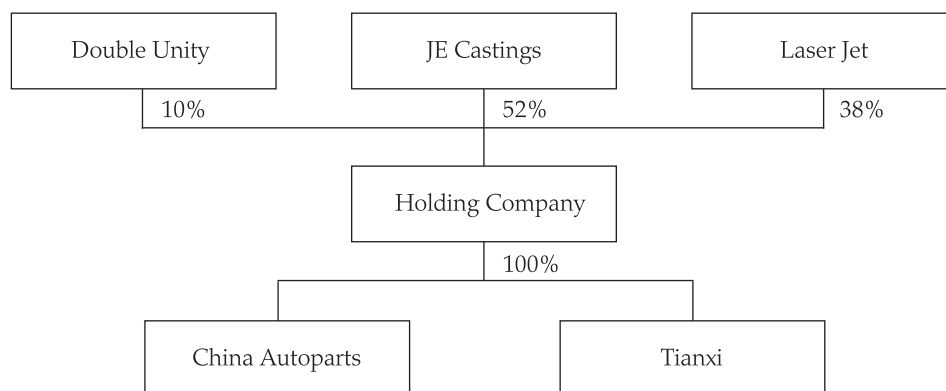 Double Unity
JE Castings
Laser Jet
10%
52%
38%
Holding Company
100%
China Autoparts
Tianxi